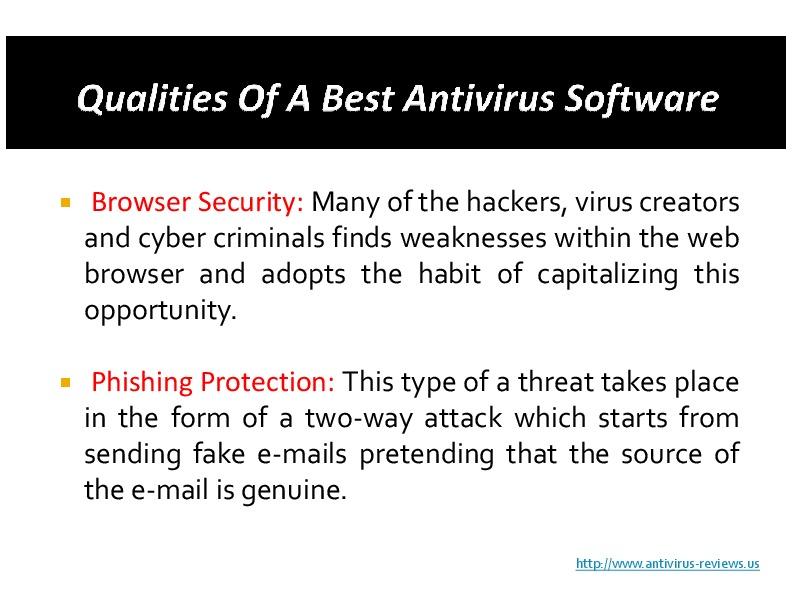 Qualities Of A Best Antivirus Software
Browser Security: Many of the hackers, virus creators
and cyber criminals finds weaknesses within the web
browser and adopts the habit of capitalizing this
opportunity.
Phishing Protection: This type of a threat takes place
in the form of a two-way attack which starts from
sending fake e-mails pretending that the source of
the e-mail is genuine.
http://www.antivirus-reviews.us